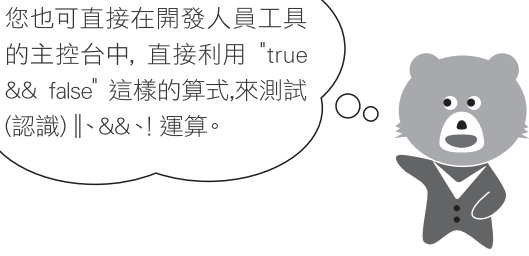 您也可直接在開發人員工具
的主控台中, 直接利用 "true
&& false" 這樣的算式,來測試
(認識) ||、&&、! 運算。